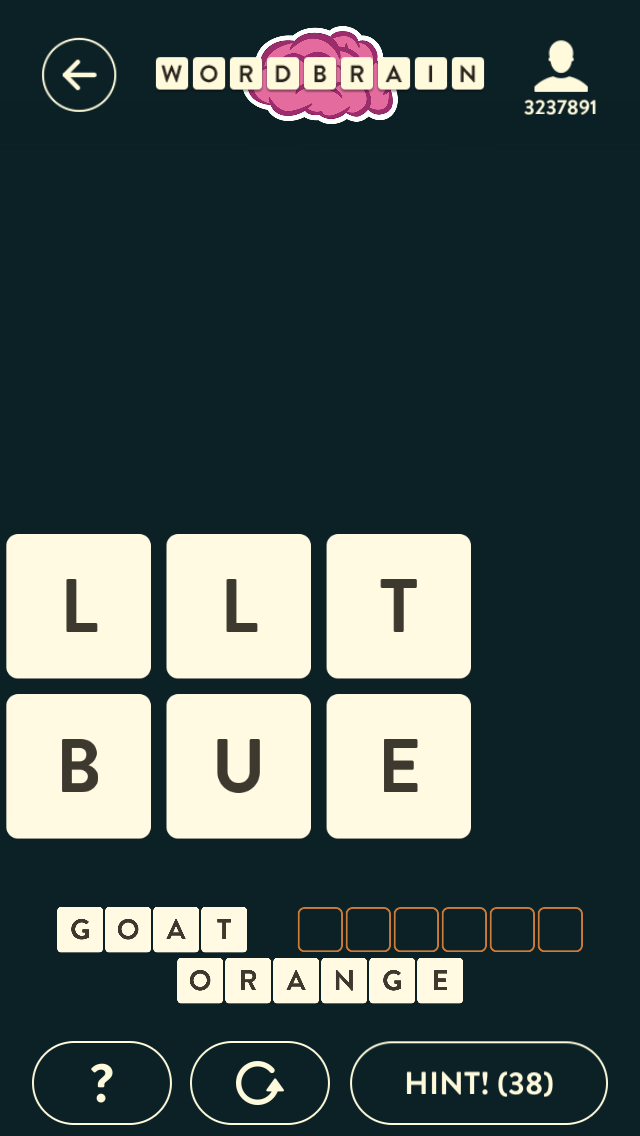 WORDBRAIN
3237891
L L T
B U E
GOAT
ORANGE
? HINT! (38)